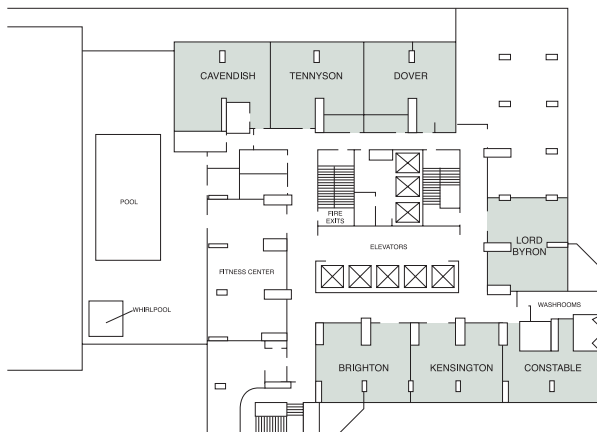 CAVENDISH
TENNYSON
DOVER
POOL
FIRE
EXITS
LORD
BYRON
ELEVATORS
FITNESS CENTER
WHIRLPOOL
WASHROOMS
BRIGHTON
KENSINGTON
CONSTABLE